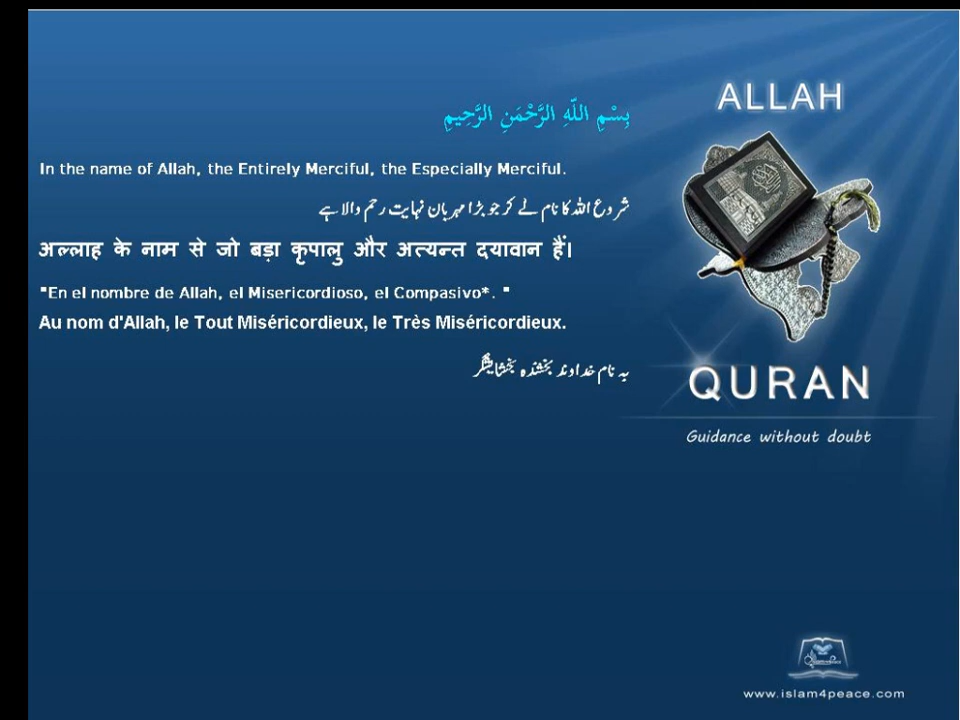 بِسْمِ اللّهِ الرَّحْمَنِ الرَّحِيمِ
In the name of Allah, the Entirely Merciful, the Especially Merciful.
شروع الله کا نام لے کر جو بڑا مہربان نہایت رحم والا ہے
अल्लाह के नाम से जो बड़ा कृपालु और अत्यन्त दयावान हैं।
"En el nombre de Allah, el Misericordioso, el Compasivo*. "
Au nom d'Allah, le Tout Miséricordieux, le Très Miséricordieux.
به نام خداوند بخشنده بخشایشگر
ALLAH
QURAN
Guidance without doubt
www.islam4peace.com